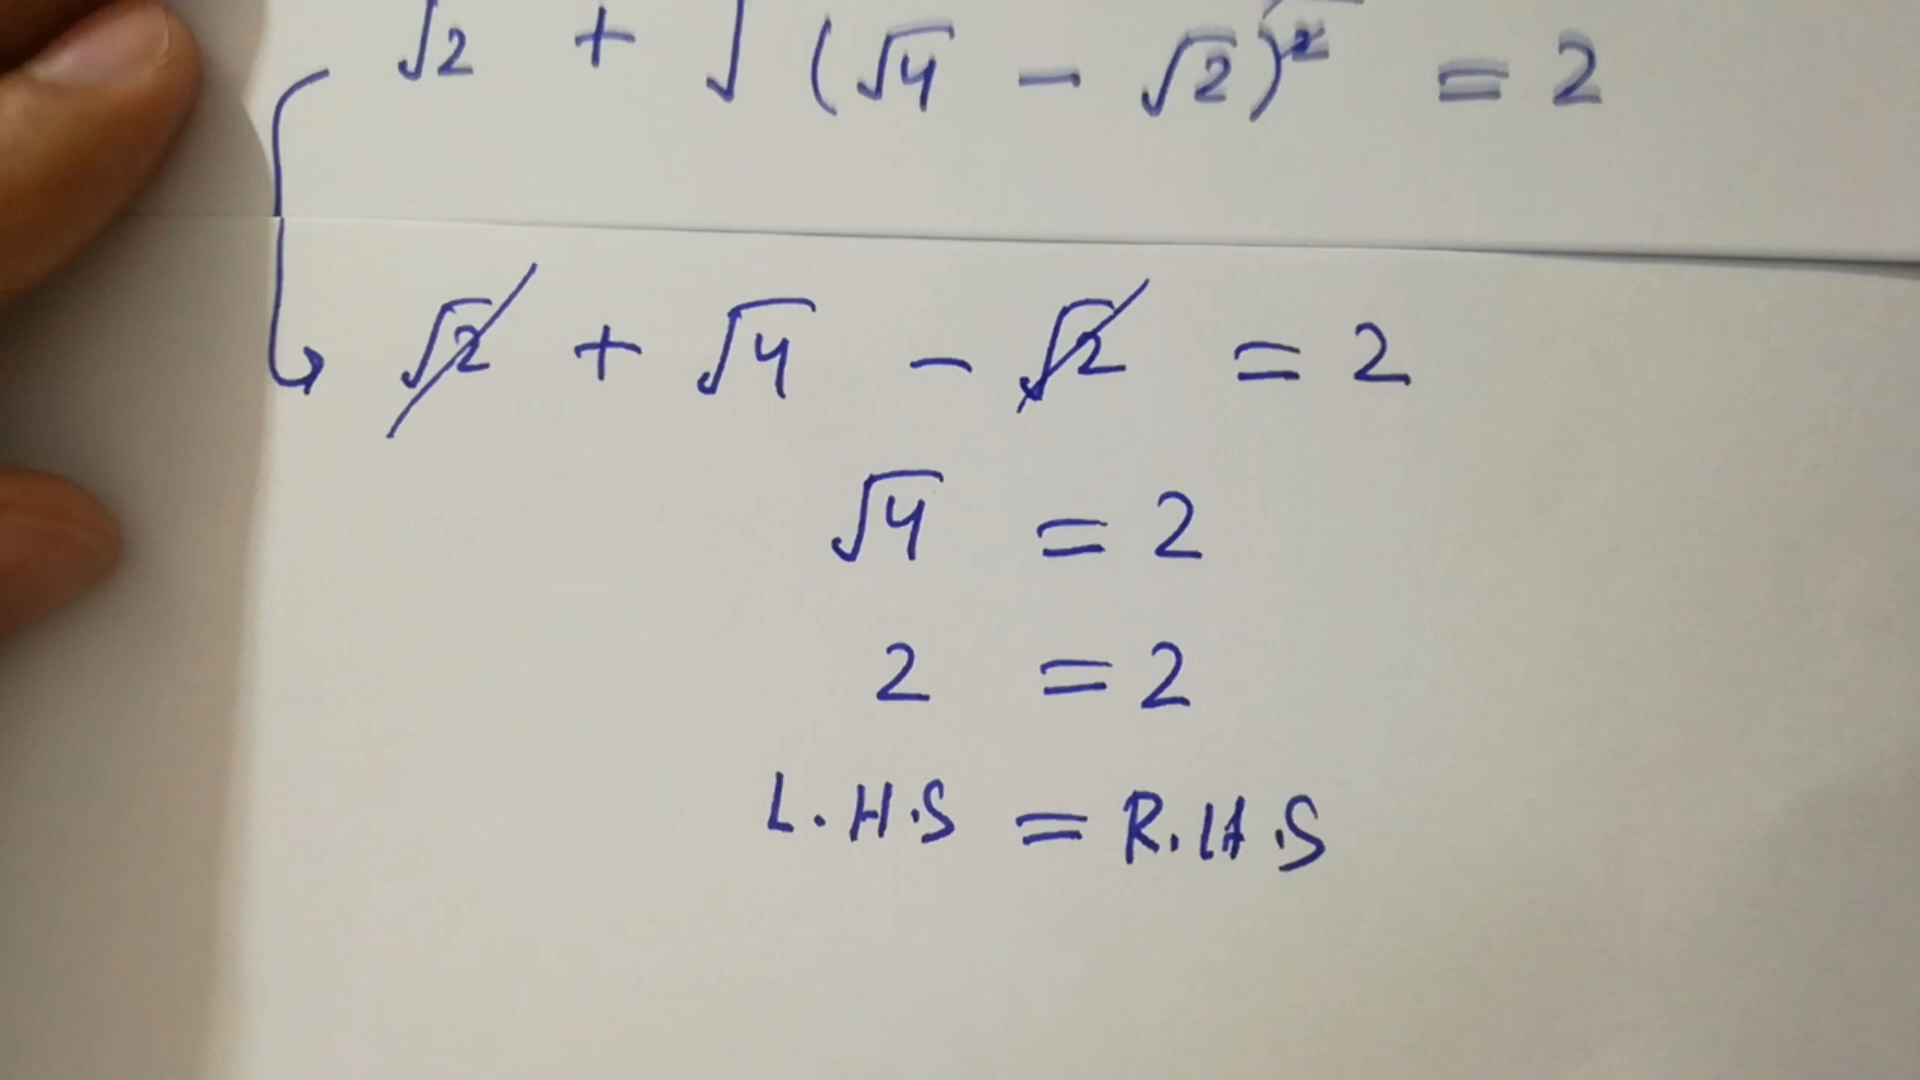 √2 + √(√4 - √2)² = 2
√2 + √4 - √2 = 2
√4 = 2
2 = 2
L.H.S = R.H.S